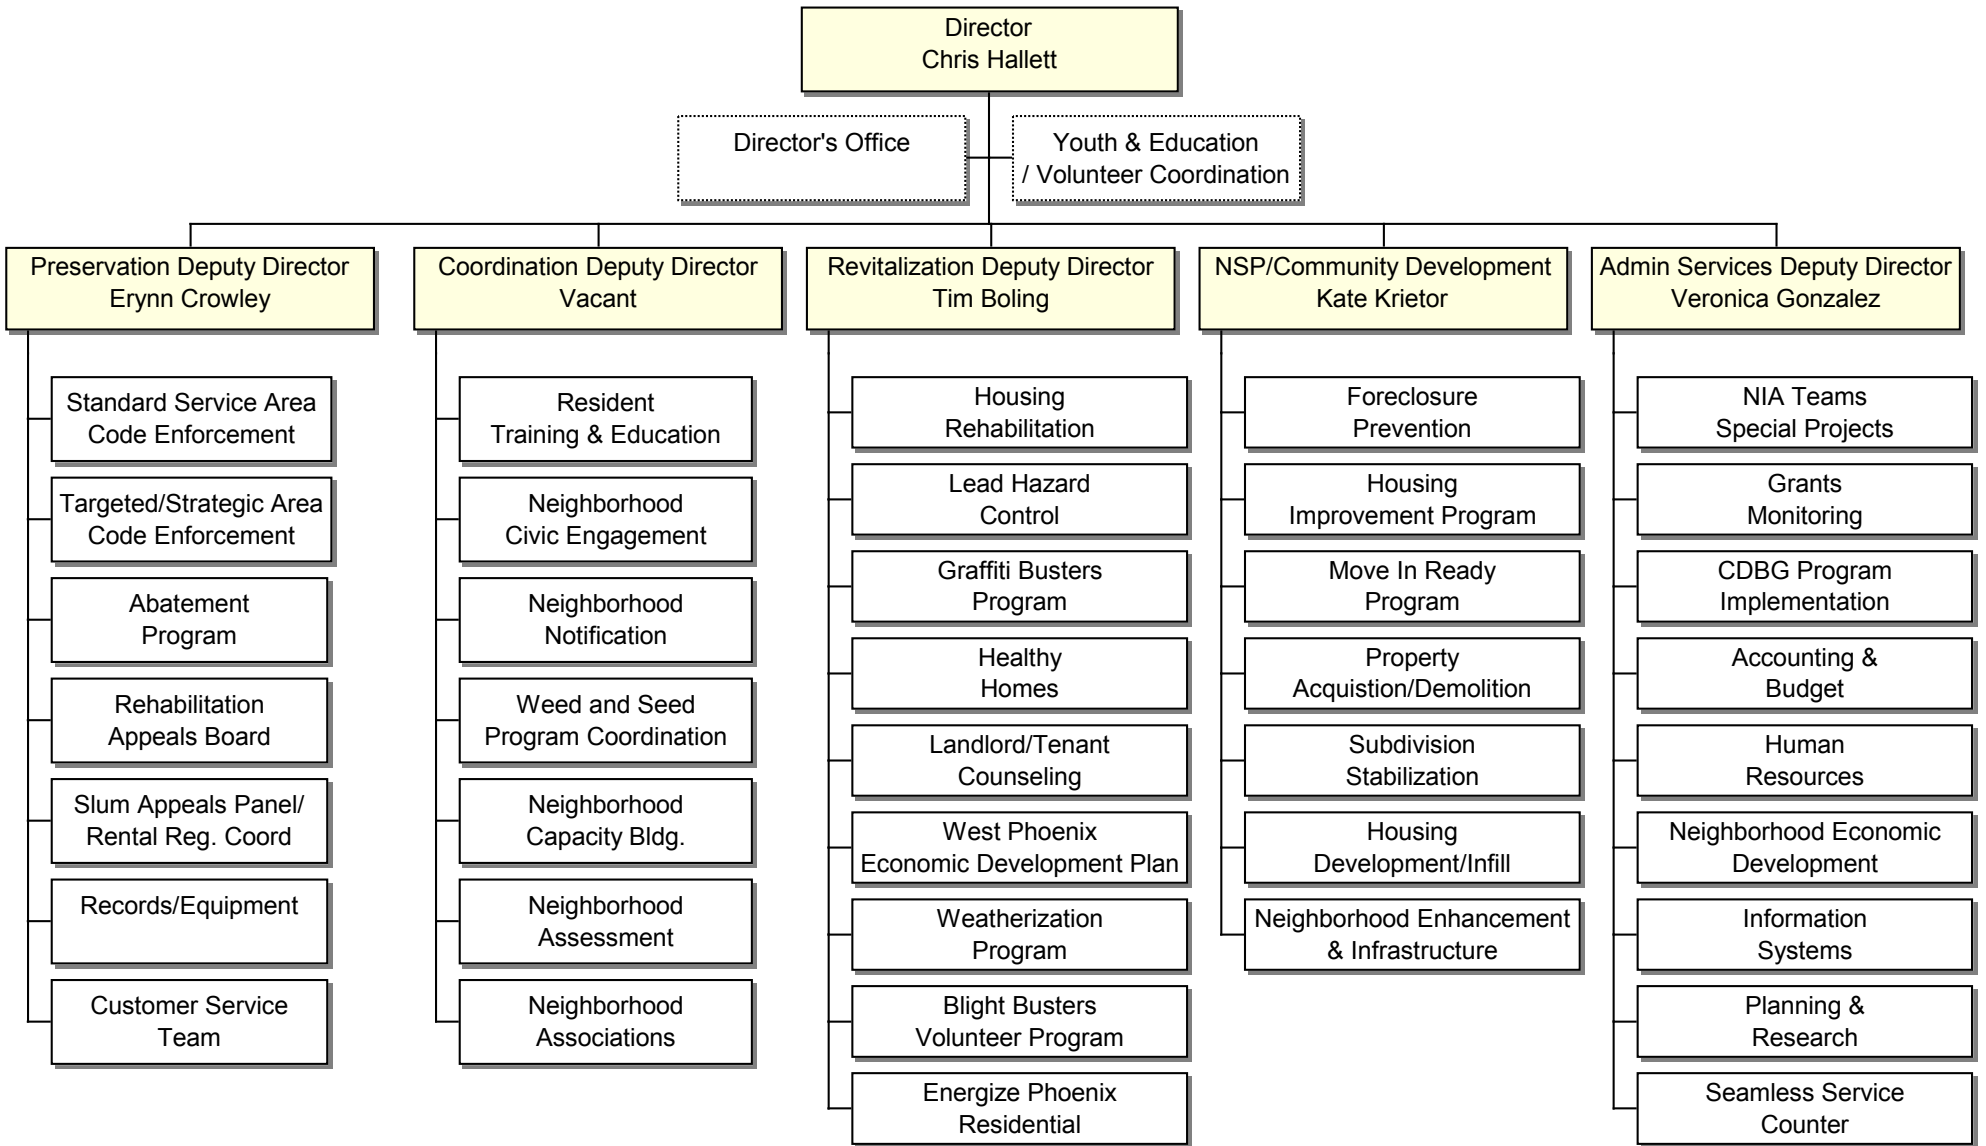 Director
Chris Hallett
Director's Office
Youth & Education
/ Volunteer Coordination
Preservation Deputy Director
Erynn Crowley
Standard Service Area
Code Enforcement
Targeted/Strategic Area
Code Enforcement
Abatement
Program
Rehabilitation
Appeals Board
Slum Appeals Panel/
Rental Reg. Coord
Records/Equipment
Customer Service
Team
Coordination Deputy Director
Vacant
Resident
Training & Education
Neighborhood
Civic Engagement
Neighborhood
Notification
Weed and Seed
Program Coordination
Neighborhood
Capacity Bldg.
Neighborhood
Assessment
Neighborhood
Associations
Revitalization Deputy Director
Tim Boling
Housing
Rehabilitation
Lead Hazard
Control
Graffiti Busters
Program
Healthy
Homes
Landlord/Tenant
Counseling
West Phoenix
Economic Development Plan
Weatherization
Program
Blight Busters
Volunteer Program
Energize Phoenix
Residential
NSP/Community Development
Kate Krietor
Foreclosure
Prevention
Housing
Improvement Program
Move In Ready
Program
Property
Acquistion/Demolition
Subdivision
Stabilization
Housing
Development/Infill
Neighborhood Enhancement
& Infrastructure
Admin Services Deputy Director
Veronica Gonzalez
NIA Teams
Special Projects
Grants
Monitoring
CDBG Program
Implementation
Accounting &
Budget
Human
Resources
Neighborhood Economic
Development
Information
Systems
Planning &
Research
Seamless Service
Counter